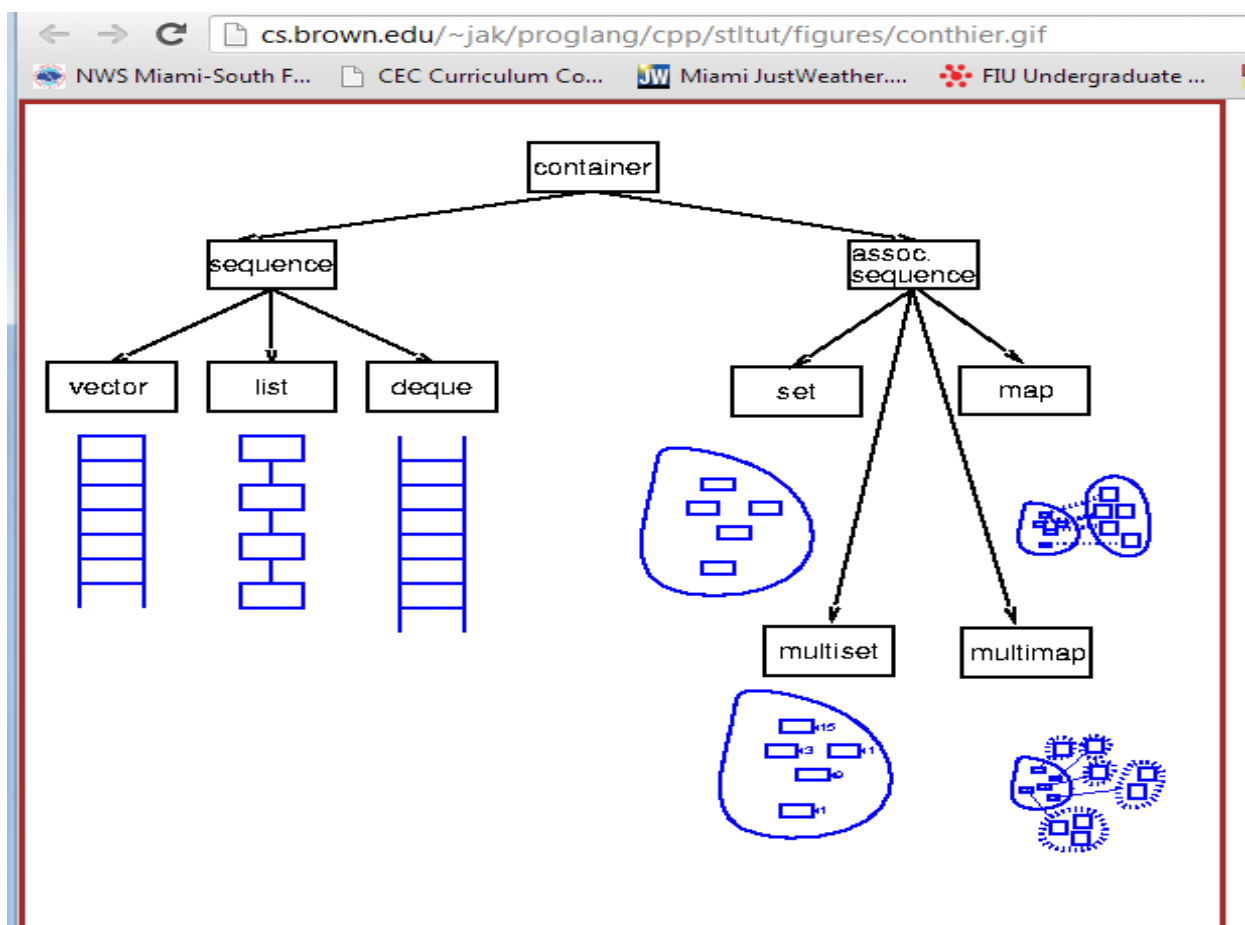 cs.brown.edu/~jak/proglang/cpp/stltut/figures/conthier.gif
NWS Miami-South F... CEC Curriculum Co... JW Miami JustWeather.... FIU Undergraduate ...
container
sequence
assoc.
sequence
vector list deque
set map
multiset multimap
15
3 1
1